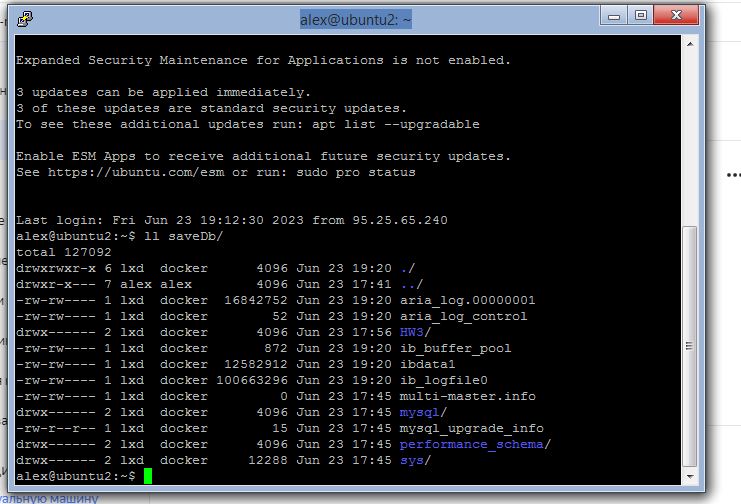 alex@ubuntu2: ~
Expanded Security Maintenance for Applications is not enabled.
3 updates can be applied immediately.
3 of these updates are standard security updates.
To see these additional updates run: apt list --upgradable
Enable ESM Apps to receive additional future security updates.
See https://ubuntu.com/esm or run: sudo pro status
Last login: Fri Jun 23 19:12:30 2023 from 95.25.65.240
alex@ubuntu2:~$ ll saveDb/
total 127092
drwxrwxr-x 6 lxd  docker      4096 Jun 23 19:20 ./
drwxr-x--- 7 alex alex        4096 Jun 23 17:41 ../
-rw-rw---- 1 lxd  docker  16842752 Jun 23 19:20 aria_log.00000001
-rw-rw---- 1 lxd  docker        52 Jun 23 19:20 aria_log_control
drwx------ 2 lxd  docker      4096 Jun 23 17:56 HW3/
-rw-rw---- 1 lxd  docker       872 Jun 23 19:20 ib_buffer_pool
-rw-rw---- 1 lxd  docker  12582912 Jun 23 19:20 ibdata1
-rw-rw---- 1 lxd  docker 100663296 Jun 23 19:20 ib_logfile0
-rw-rw---- 1 lxd  docker         0 Jun 23 17:45 multi-master.info
drwx------ 2 lxd  docker      4096 Jun 23 17:45 mysql/
-rw-r--r-- 1 lxd  docker        15 Jun 23 17:45 mysql_upgrade_info
drwx------ 2 lxd  docker      4096 Jun 23 17:45 performance_schema/
drwx------ 2 lxd  docker     12288 Jun 23 17:45 sys/
alex@ubuntu2:~$
машину